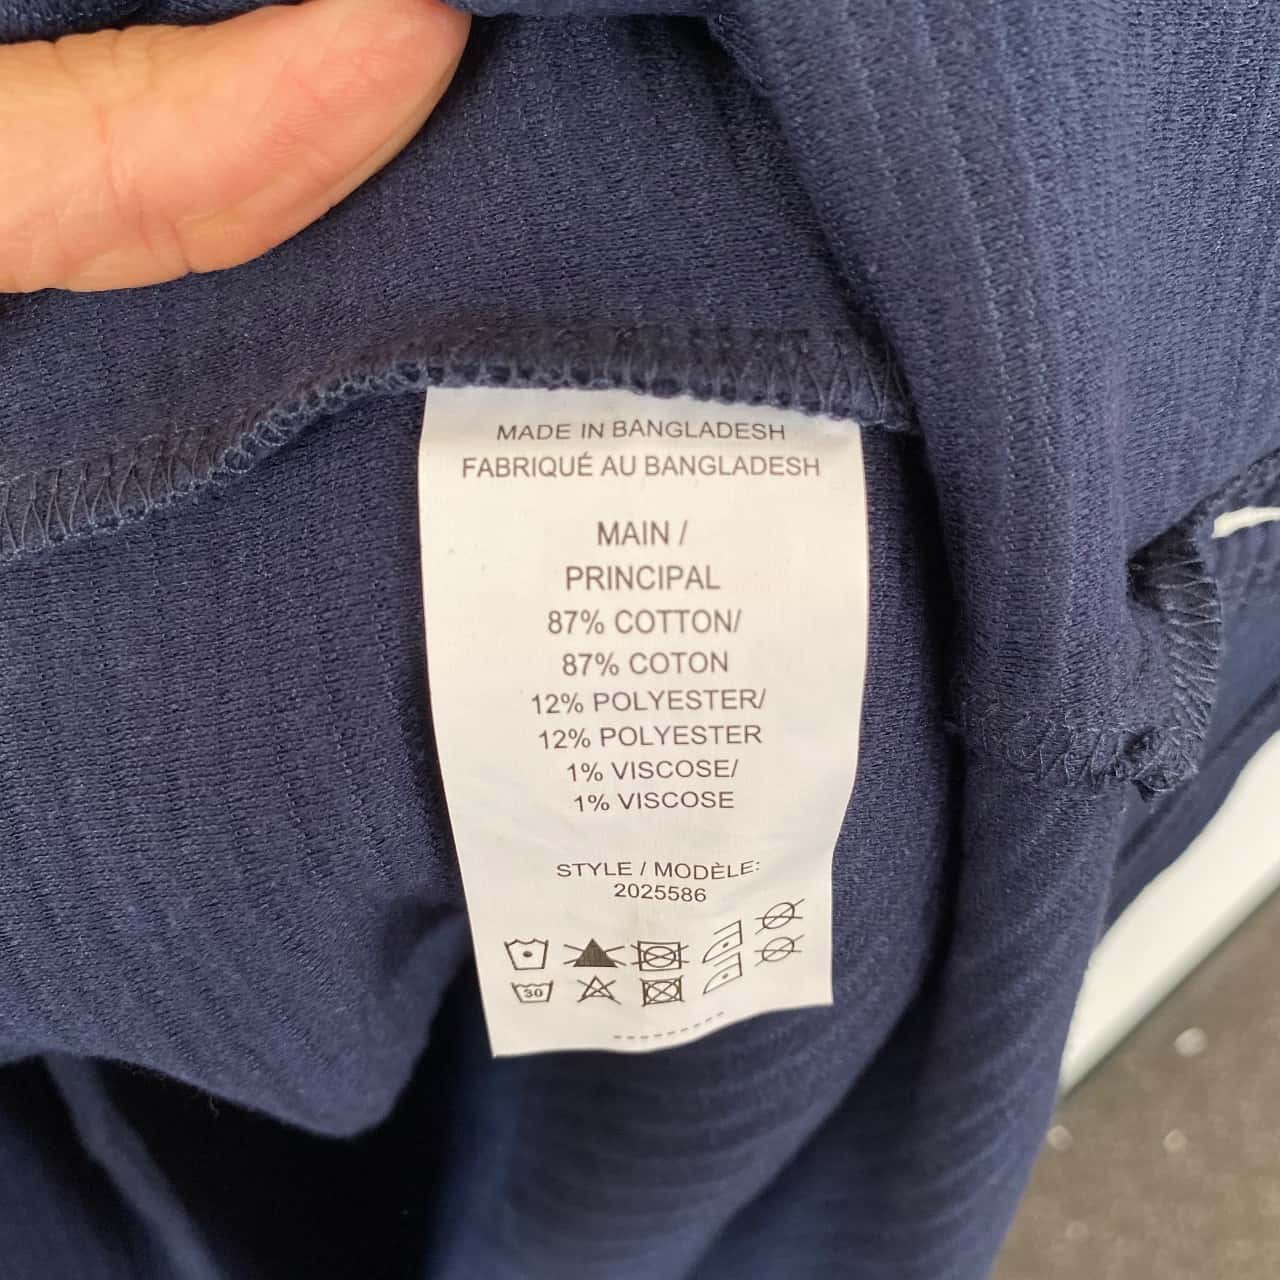 MADE IN BANGLADESH
FABRIQUÉ AU BANGLADESH
MAIN /
PRINCIPAL
87% COTTON/
87% COTON
12% POLYESTER/
12% POLYESTER
1% VISCOSE/
1% VISCOSE
STYLE / MODÈLE:
2025586
30